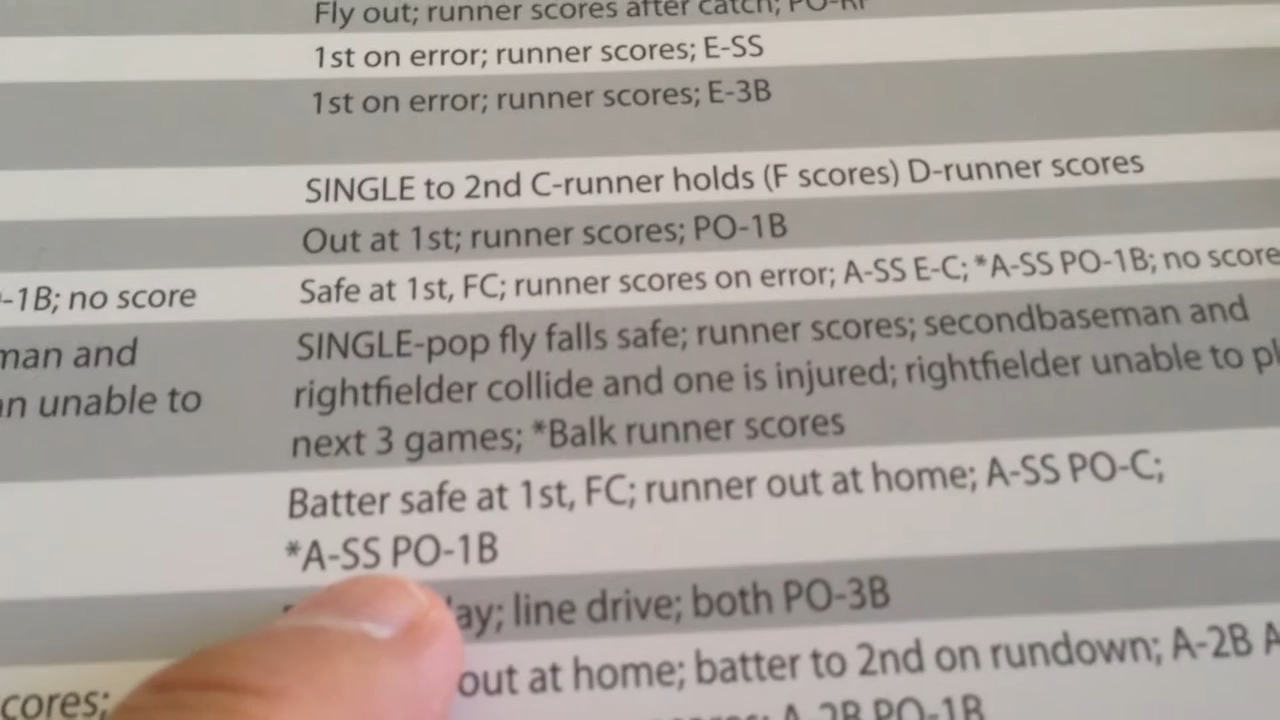 Fly out; runner scores after catch; PO-RF
1st on error; runner scores; E-SS
1st on error; runner scores; E-3B
SINGLE to 2nd C-runner holds (F scores) D-runner scores
Out at 1st; runner scores; PO-1B
-1B; no score
Safe at 1st, FC; runner scores on error; A-SS E-C; *A-SS PO-1B; no score
man and
an unable to
SINGLE-pop fly falls safe; runner scores; secondbaseman and
rightfielder collide and one is injured; rightfielder unable to pl
next 3 games; *Balk runner scores
Batter safe at 1st, FC; runner out at home; A-SS PO-C;
*A-SS PO-1B
lay; line drive; both PO-3B
cores;
out at home; batter to 2nd on rundown; A-2B A
A-2B PO-1B